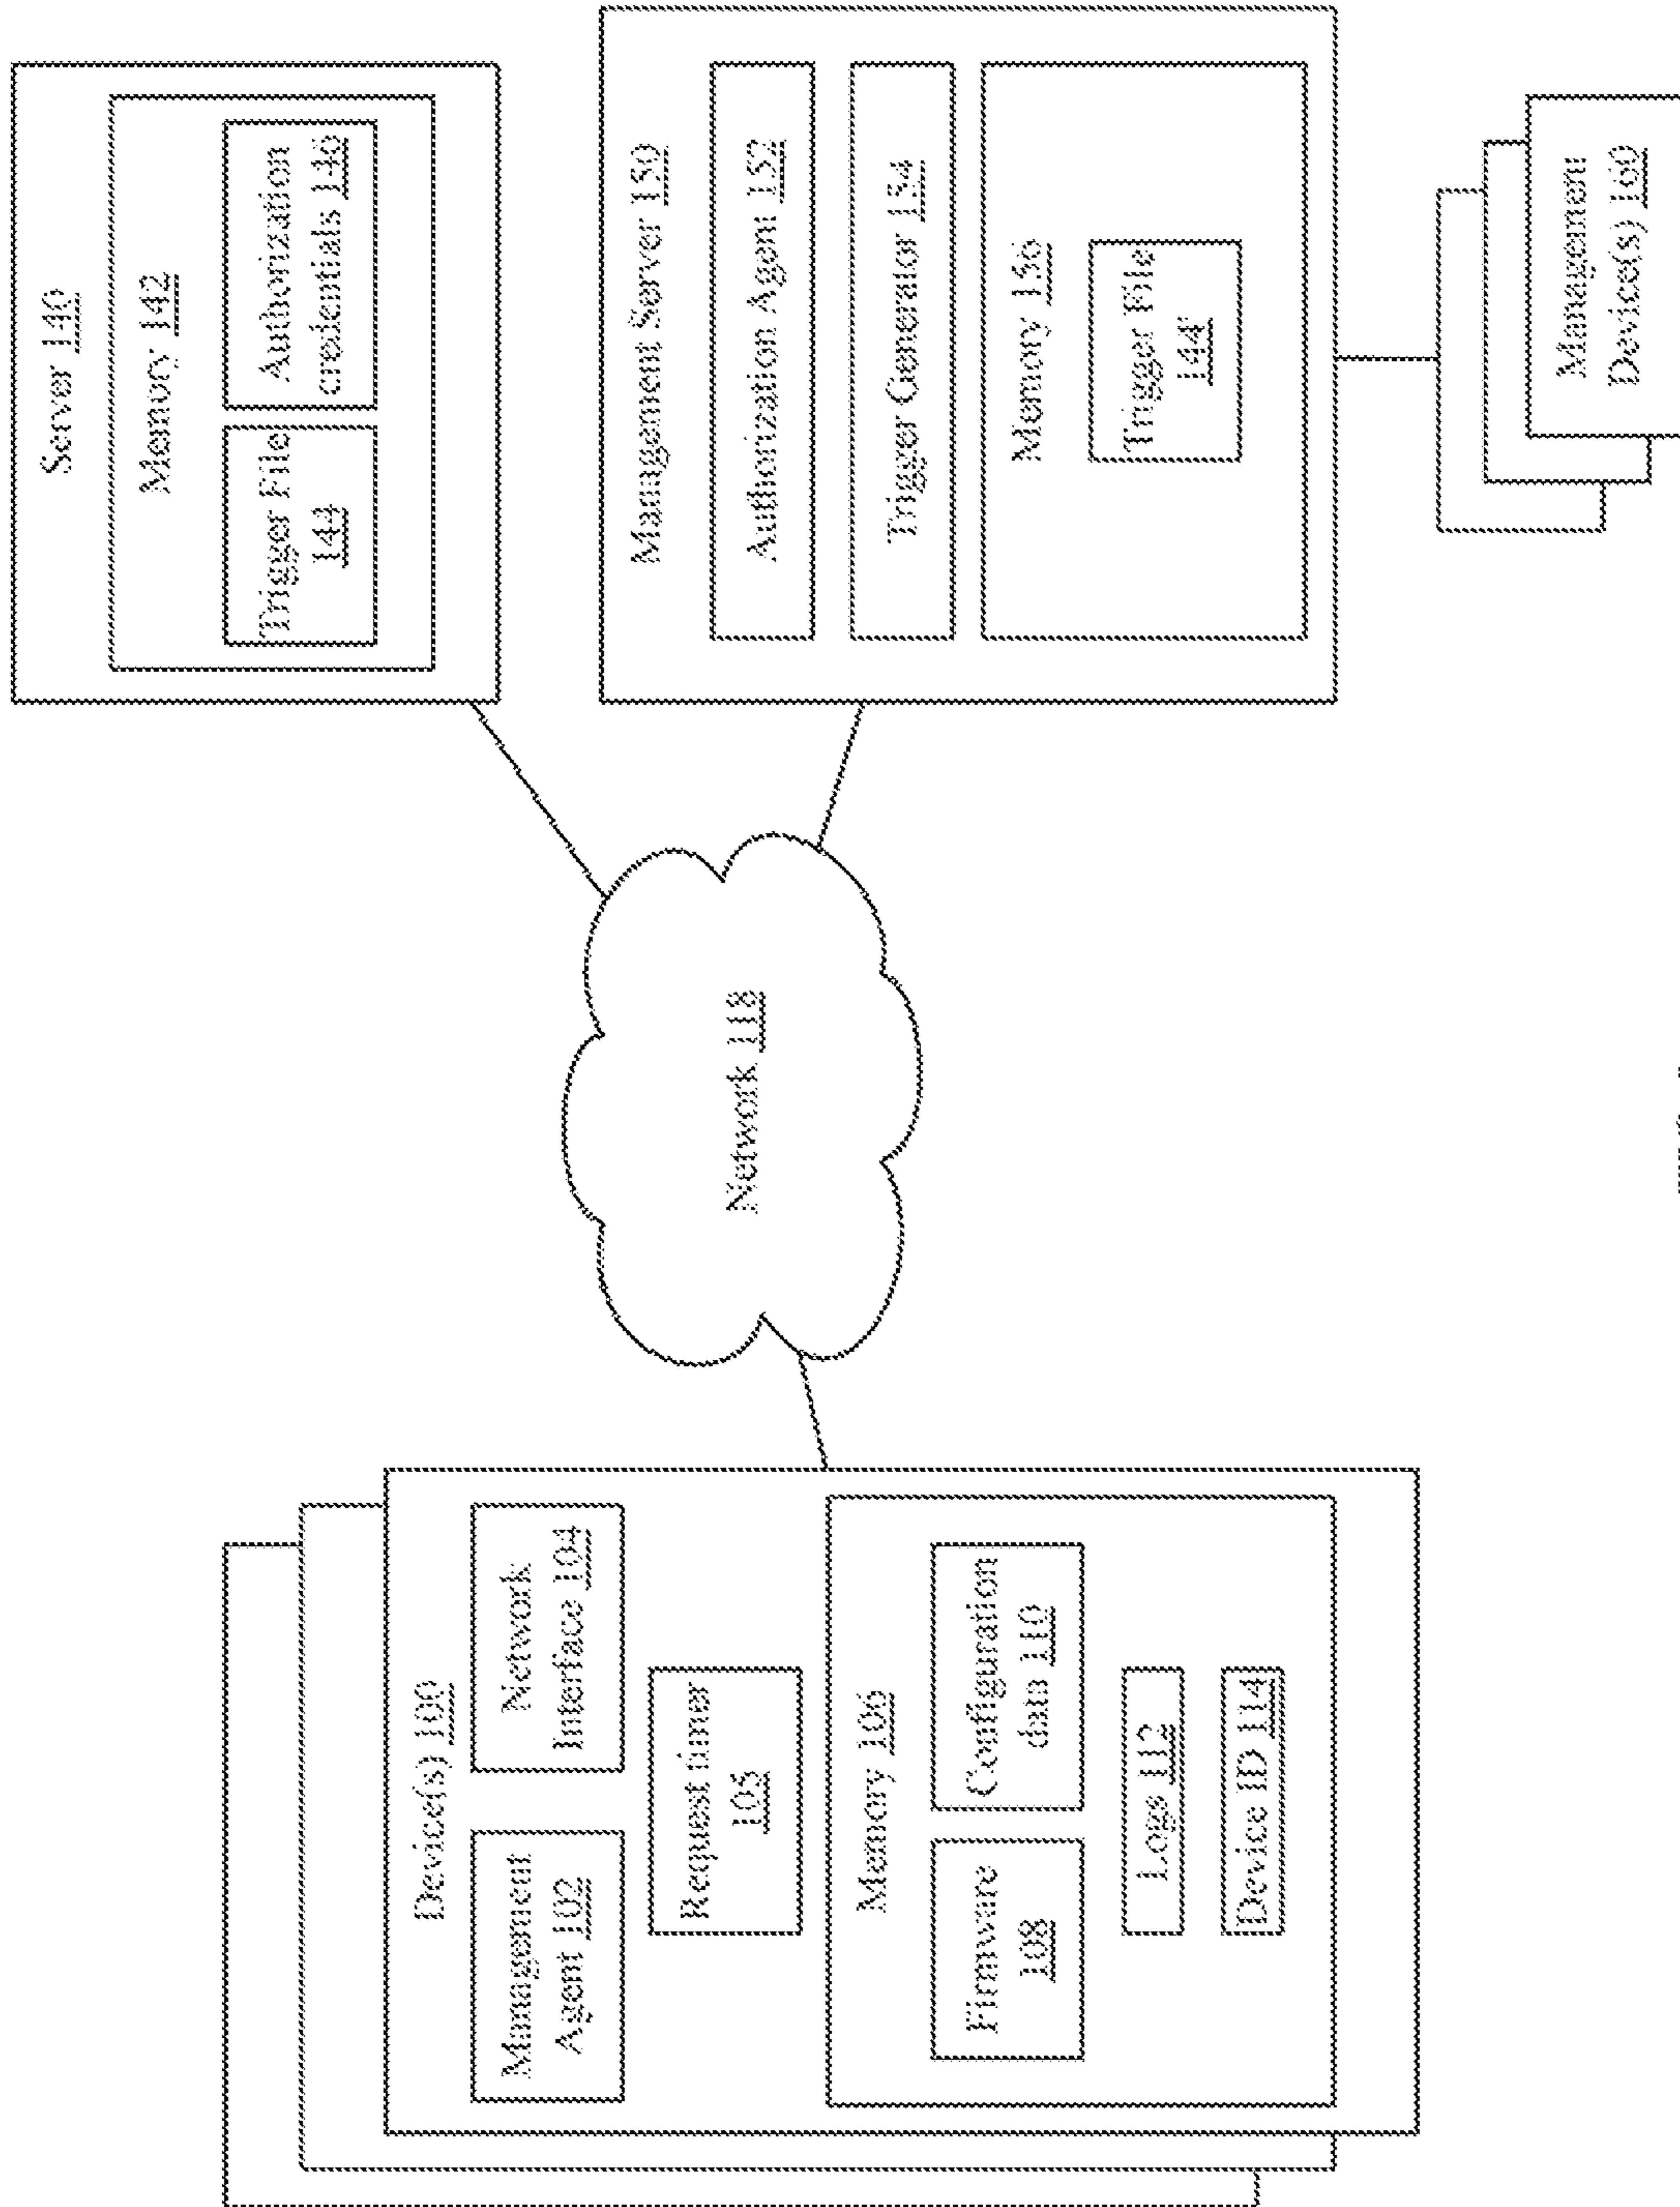 Device(s) 100
Management
Agent 102
Network
Interface 104
Request timer
105
Memory 106
Firmware
108
Configuration
data 110
Logs 112
Device ID 114
Network 118
Server 140
Memory 142
Trigger File
144
Authorization
credentials 146
Management Server 150
Authorization Agent 152
Trigger Generator 154
Memory 156
Trigger File
144'
Management
Device(s) 160